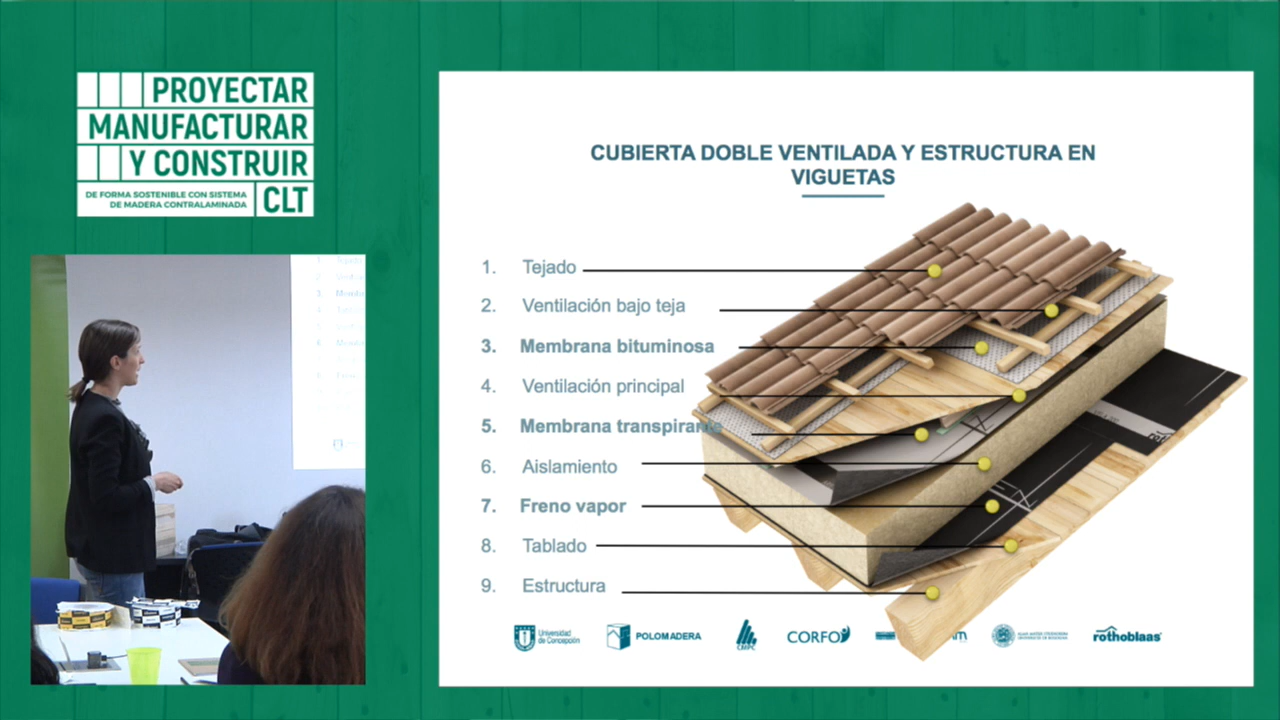 PROYECTAR
MANUFACTURAR
Y CONSTRUIR
DE FORMA SOSTENIBLE CON SISTEMA
DE MADERA CONTRALAMINADA
CLT
CUBIERTA DOBLE VENTILADA Y ESTRUCTURA EN
VIGUETAS
1. Tejado
2. Ventilación bajo teja
3. Membrana bituminosa
4. Ventilación principal
5. Membrana transpirante
6. Aislamiento
7. Freno vapor
8. Tablado
9. Estructura
Universidad
de Concepción
POLOMADERA
CMPC
CORFO
rothoblaas